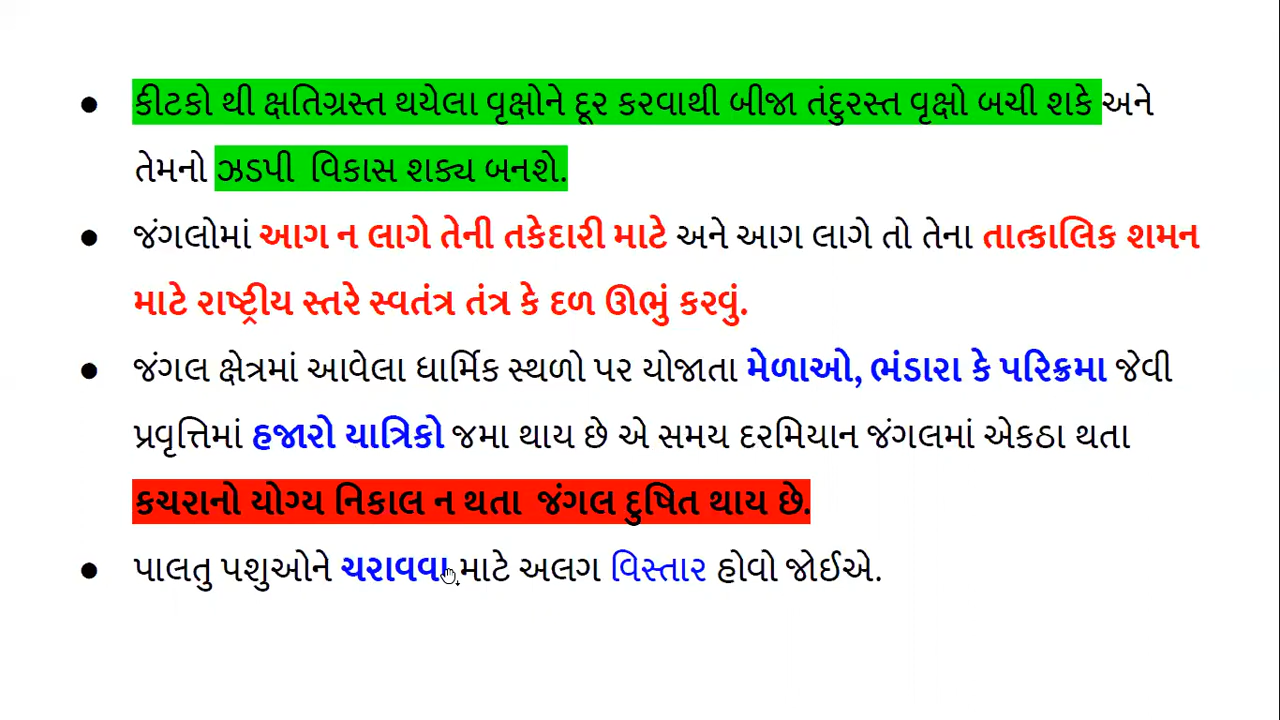 ● કીટકો થી ક્ષતિગ્રસ્ત થયેલા વૃક્ષોને દૂર કરવાથી બીજા તંદુરસ્ત વૃક્ષો બચી શકે અને
તેમનો ઝડપી વિકાસ શક્ય બનશે.
● જંગલોમાં આગ ન લાગે તેની તકેદારી માટે અને આગ લાગે તો તેના તાત્કાલિક શમન
માટે રાષ્ટ્રીય સ્તરે સ્વતંત્ર તંત્ર કે દળ ઊભું કરવું.
● જંગલ ક્ષેત્રમાં આવેલા ધાર્મિક સ્થળો પર યોજાતા મેળાઓ, ભંડારા કે પરિક્રમા જેવી
પ્રવૃત્તિમાં હજારો યાત્રિકો જમા થાય છે એ સમય દરમિયાન જંગલમાં એકઠા થતા
કચરાનો યોગ્ય નિકાલ ન થતા જંગલ દુષિત થાય છે.
● પાલતુ પશુઓને ચરાવવા માટે અલગ વિસ્તાર હોવો જોઈએ.